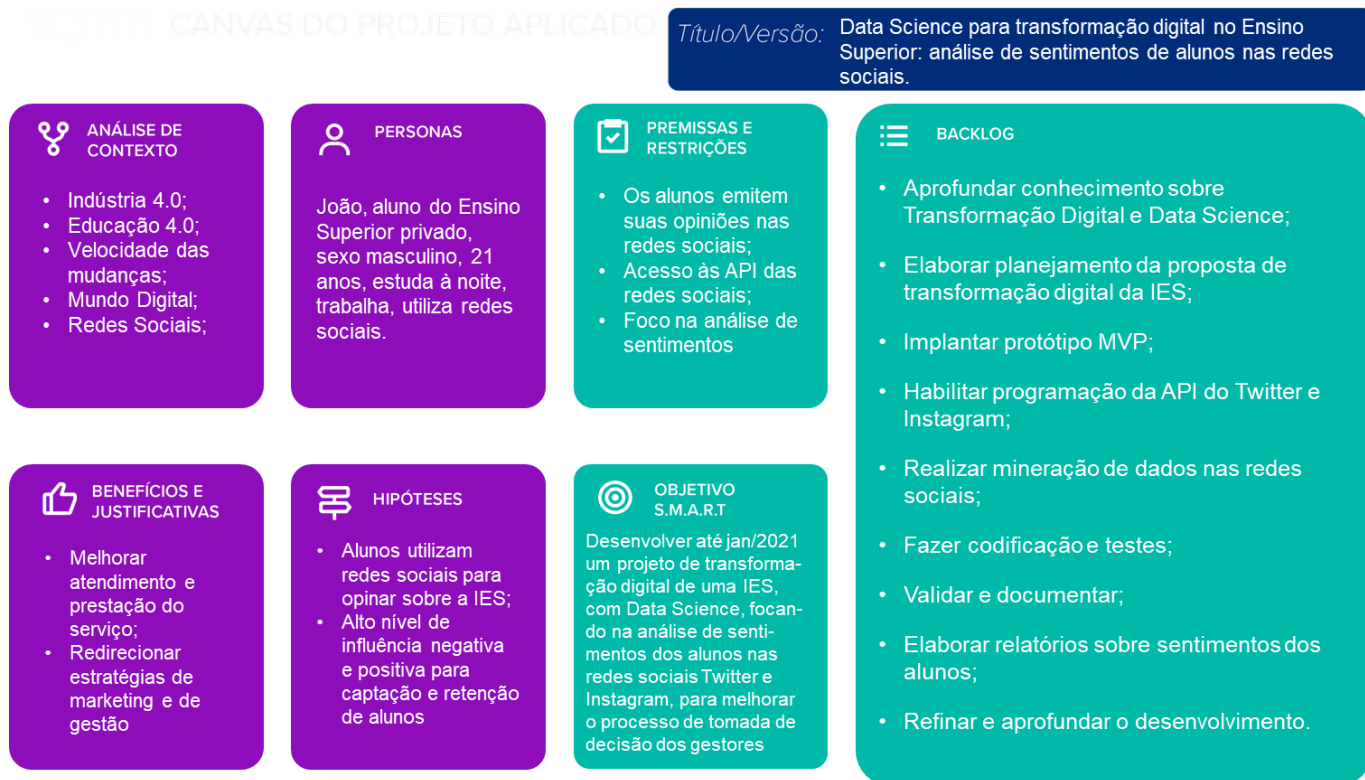 CANVAS DO PROJETO APLICADO
Título/Versão:
Data Science para transformação digital no Ensino
Superior: análise de sentimentos de alunos nas redes
sociais.
ANÁLISE DE
CONTEXTO
• Indústria 4.0;
• Educação 4.0;
• Velocidade das
mudanças;
• Mundo Digital;
• Redes Sociais;
PERSONAS
João, aluno do Ensino
Superior privado,
sexo masculino, 21
anos, estuda à noite,
trabalha, utiliza redes
sociais.
PREMISSAS E
RESTRIÇÕES
• Os alunos emitem
suas opiniões nas
redes sociais;
• Acesso às API das
redes sociais;
• Foco na análise de
sentimentos
BACKLOG
• Aprofundar conhecimento sobre
Transformação Digital e Data Science;
• Elaborar planejamento da proposta de
transformação digital da IES;
• Implantar protótipo MVP;
• Habilitar programação da API do Twitter e
Instagram;
• Realizar mineração de dados nas redes
sociais;
• Fazer codificação e testes;
• Validar e documentar;
• Elaborar relatórios sobre sentimentos dos
alunos;
• Refinar e aprofundar o desenvolvimento.
BENEFÍCIOS E
JUSTIFICATIVAS
• Melhorar
atendimento e
prestação do
serviço;
• Redirecionar
estratégias de
marketing e de
gestão
HIPÓTESES
• Alunos utilizam
redes sociais para
opinar sobre a IES;
• Alto nível de
influência negativa
e positiva para
captação e retenção
de alunos
OBJETIVO
S.M.A.R.T
Desenvolver até jan/2021
um projeto de transforma-
ção digital de uma IES,
com Data Science, focan-
do na análise de senti-
mentos dos alunos nas
redes sociais Twitter e
Instagram, para melhorar
o processo de tomada de
decisão dos gestores